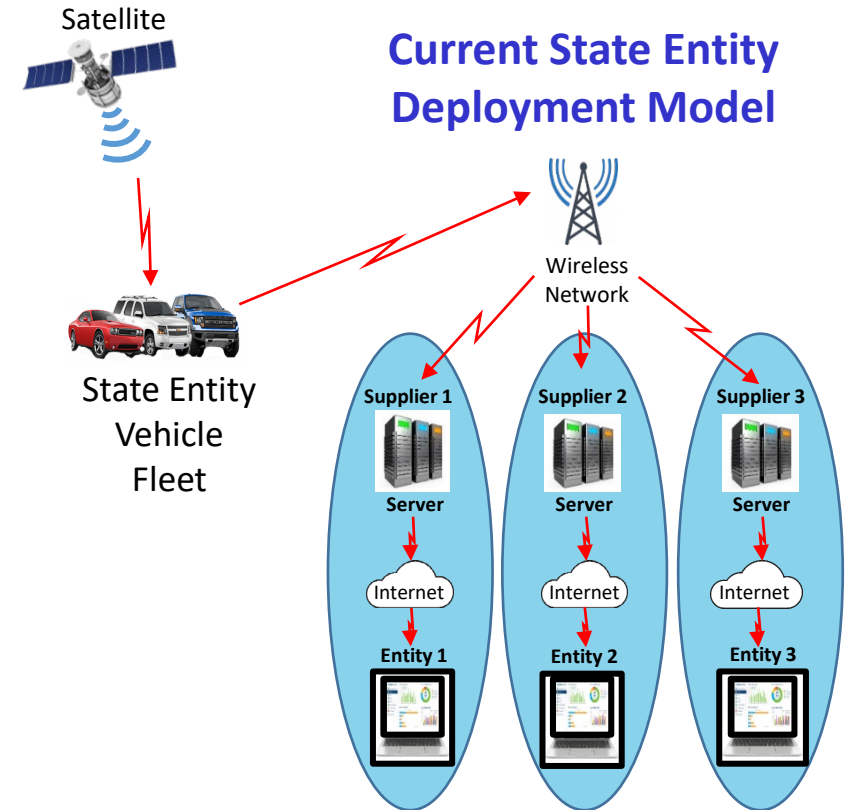 Satellite
Current State Entity
Deployment Model
Wireless
Network
State Entity
Vehicle
Fleet
Supplier 1
Supplier 2
Supplier 3
Server
Server
Server
Internet
Internet
Internet
Entity 1
Entity 2
Entity 3